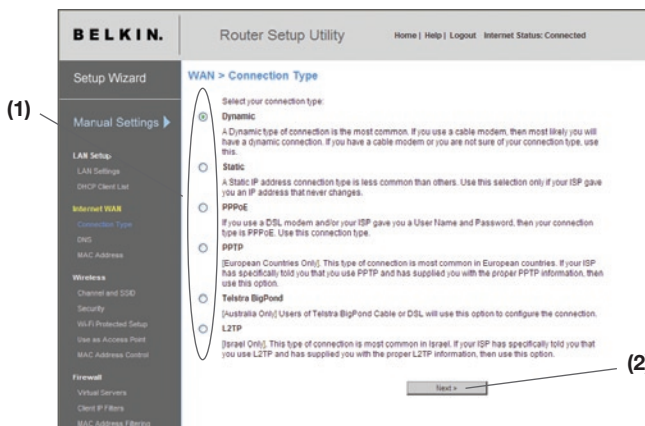 BELKIN.
Router Setup Utility
Home | Help | Logout Internet Status: Connected
Setup Wizard
Manual Settings
LAN Setup
LAN Settings
DHCP Client List
Internet WAN
Connection Type
DNS
MAC Address
Wireless
Channel and SSID
Security
Wi-Fi Protected Setup
Use as Access Point
MAC Address Control
Firewall
Virtual Servers
Client IP Filters
MAC Address Filtering
(1)
WAN > Connection Type
Select your connection type:
Dynamic
A Dynamic type of connection is the most common. If you use a cable modem, then most likely you will
have a dynamic connection. If you have a cable modem or you are not sure of your connection type, use
this.
Static
A Static IP address connection type is less common than others. Use this selection only if your ISP gave
you an IP address that never changes.
PPPoE
If you use a DSL modem and/or your ISP gave you a User Name and Password, then your connection
type is PPPoE. Use this connection type.
PPTP
[European Countries Only]. This type of connection is most common in European countries. If your ISP
has specifically told you that you use PPTP and has supplied you with the proper PPTP information, then
use this option.
Telstra BigPond
[Australia Only] Users of Telstra BigPond Cable or DSL will use this option to configure the connection.
L2TP
[Israel Only]. This type of connection is most common in Israel. If your ISP has specifically told you that
you use L2TP and has supplied you with the proper L2TP information, then use this option.
Next >
(2